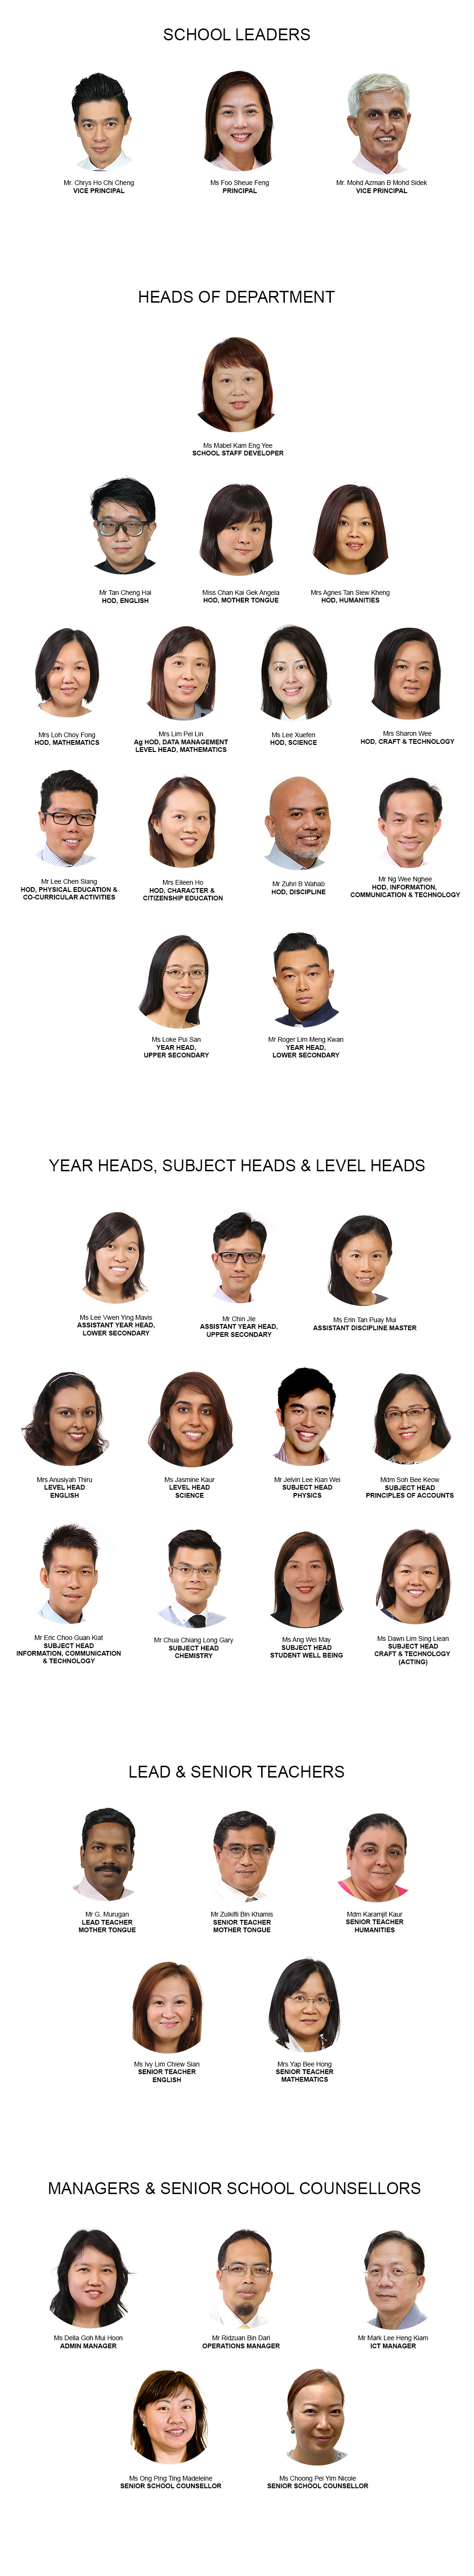 SCHOOL LEADERS
Mr. Chrys Ho Chi Cheng
VICE PRINCIPAL
Ms Foo Sheue Feng
PRINCIPAL
Mr. Mohd Azman B Mohd Sidek
VICE PRINCIPAL
HEADS OF DEPARTMENT
Ms Mabel Kam Eng Yee
SCHOOL STAFF DEVELOPER
Mr Tan Cheng Hai
HOD, ENGLISH
Miss Chan Kai Gek Angela
HOD, MOTHER TONGUE
Mrs Agnes Tan Siew Kheng
HOD, HUMANITIES
Mrs Loh Choy Fong
HOD, MATHEMATICS
Mrs Lim Pei Lin
Ag HOD, DATA MANAGEMENT
LEVEL HEAD, MATHEMATICS
Ms Lee Xuefen
HOD, SCIENCE
Mrs Sharon Wee
HOD, CRAFT & TECHNOLOGY
Mr Lee Chen Siang
HOD, PHYSICAL EDUCATION &
CO-CURRICULAR ACTIVITIES
Mrs Eileen Ho
HOD, CHARACTER &
CITIZENSHIP EDUCATION
Mr Zuhri B Wahab
HOD, DISCIPLINE
Mr Ng Wee Nghee
HOD, INFORMATION,
COMMUNICATION & TECHNOLOGY
Ms Loke Pui San
YEAR HEAD,
UPPER SECONDARY
Mr Roger Lim Meng Kwan
YEAR HEAD,
LOWER SECONDARY
YEAR HEADS, SUBJECT HEADS & LEVEL HEADS
Ms Lee Vwen Ying Mavis
ASSISTANT YEAR HEAD,
LOWER SECONDARY
Mr Chin Jie
ASSISTANT YEAR HEAD,
UPPER SECONDARY
Ms Erin Tan Puay Mui
ASSISTANT DISCIPLINE MASTER
Mrs Anusiyah Thiru
LEVEL HEAD
ENGLISH
Ms Jasmine Kaur
LEVEL HEAD
SCIENCE
Mr Jelvin Lee Kian Wei
SUBJECT HEAD
PHYSICS
Mdm Soh Bee Keow
SUBJECT HEAD
PRINCIPLES OF ACCOUNTS
Mr Eric Choo Guan Kiat
SUBJECT HEAD
INFORMATION, COMMUNICATION
& TECHNOLOGY
Mr Chua Chiang Long Gary
SUBJECT HEAD
CHEMISTRY
Ms Ang Wei May
SUBJECT HEAD
STUDENT WELL BEING
Ms Dawn Lim Sing Liean
SUBJECT HEAD
CRAFT & TECHNOLOGY
(ACTING)
LEAD & SENIOR TEACHERS
Mr G. Murugan
LEAD TEACHER
MOTHER TONGUE
Mr Zulkifli Bin Khamis
SENIOR TEACHER
MOTHER TONGUE
Mdm Karamjit Kaur
SENIOR TEACHER
HUMANITIES
Ms Ivy Lim Chiew Sian
SENIOR TEACHER
ENGLISH
Mrs Yap Bee Hong
SENIOR TEACHER
MATHEMATICS
MANAGERS & SENIOR SCHOOL COUNSELLORS
Ms Della Goh Mui Hoon
ADMIN MANAGER
Mr Ridzuan Bin Dari
OPERATIONS MANAGER
Mr Mark Lee Heng Kiam
ICT MANAGER
Ms Ong Ping Ting Madeleine
SENIOR SCHOOL COUNSELLOR
Ms Choong Pei Yim Nicole
SENIOR SCHOOL COUNSELLOR